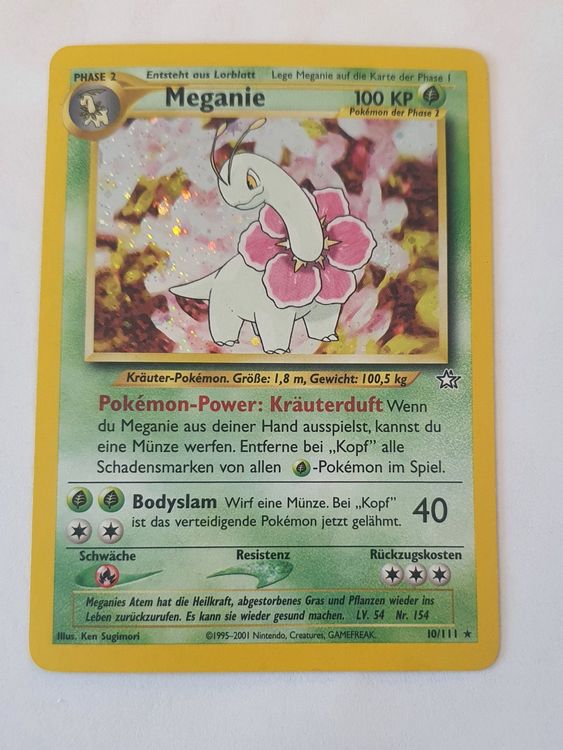 PHASE 2 Entsteht aus Lorblatt Lege Meganie auf die Karte der Phase 1
Meganie 100 KP
Pokémon der Phase 2
Kräuter-Pokémon. Größe: 1,8 m, Gewicht: 100,5 kg
Pokémon-Power: Kräuterduft Wenn
du Meganie aus deiner Hand ausspielst, kannst du
eine Münze werfen. Entferne bei „Kopf” alle
Schadensmarken von allen -Pokémon im Spiel.
Bodyslam Wirf eine Münze. Bei „Kopf”
ist das verteidigende Pokémon jetzt gelähmt. 40
Schwäche Resistenz Rückzugskosten
Meganies Atem hat die Heilkraft, abgestorbenes Gras und Pflanzen wieder ins
Leben zurückzurufen. Es kann sie wieder gesund machen. LV. 54 Nr. 154
Illus. Ken Sugimori ©1995-2001 Nintendo, Creatures, GAMEFREAK. 10/111 ★